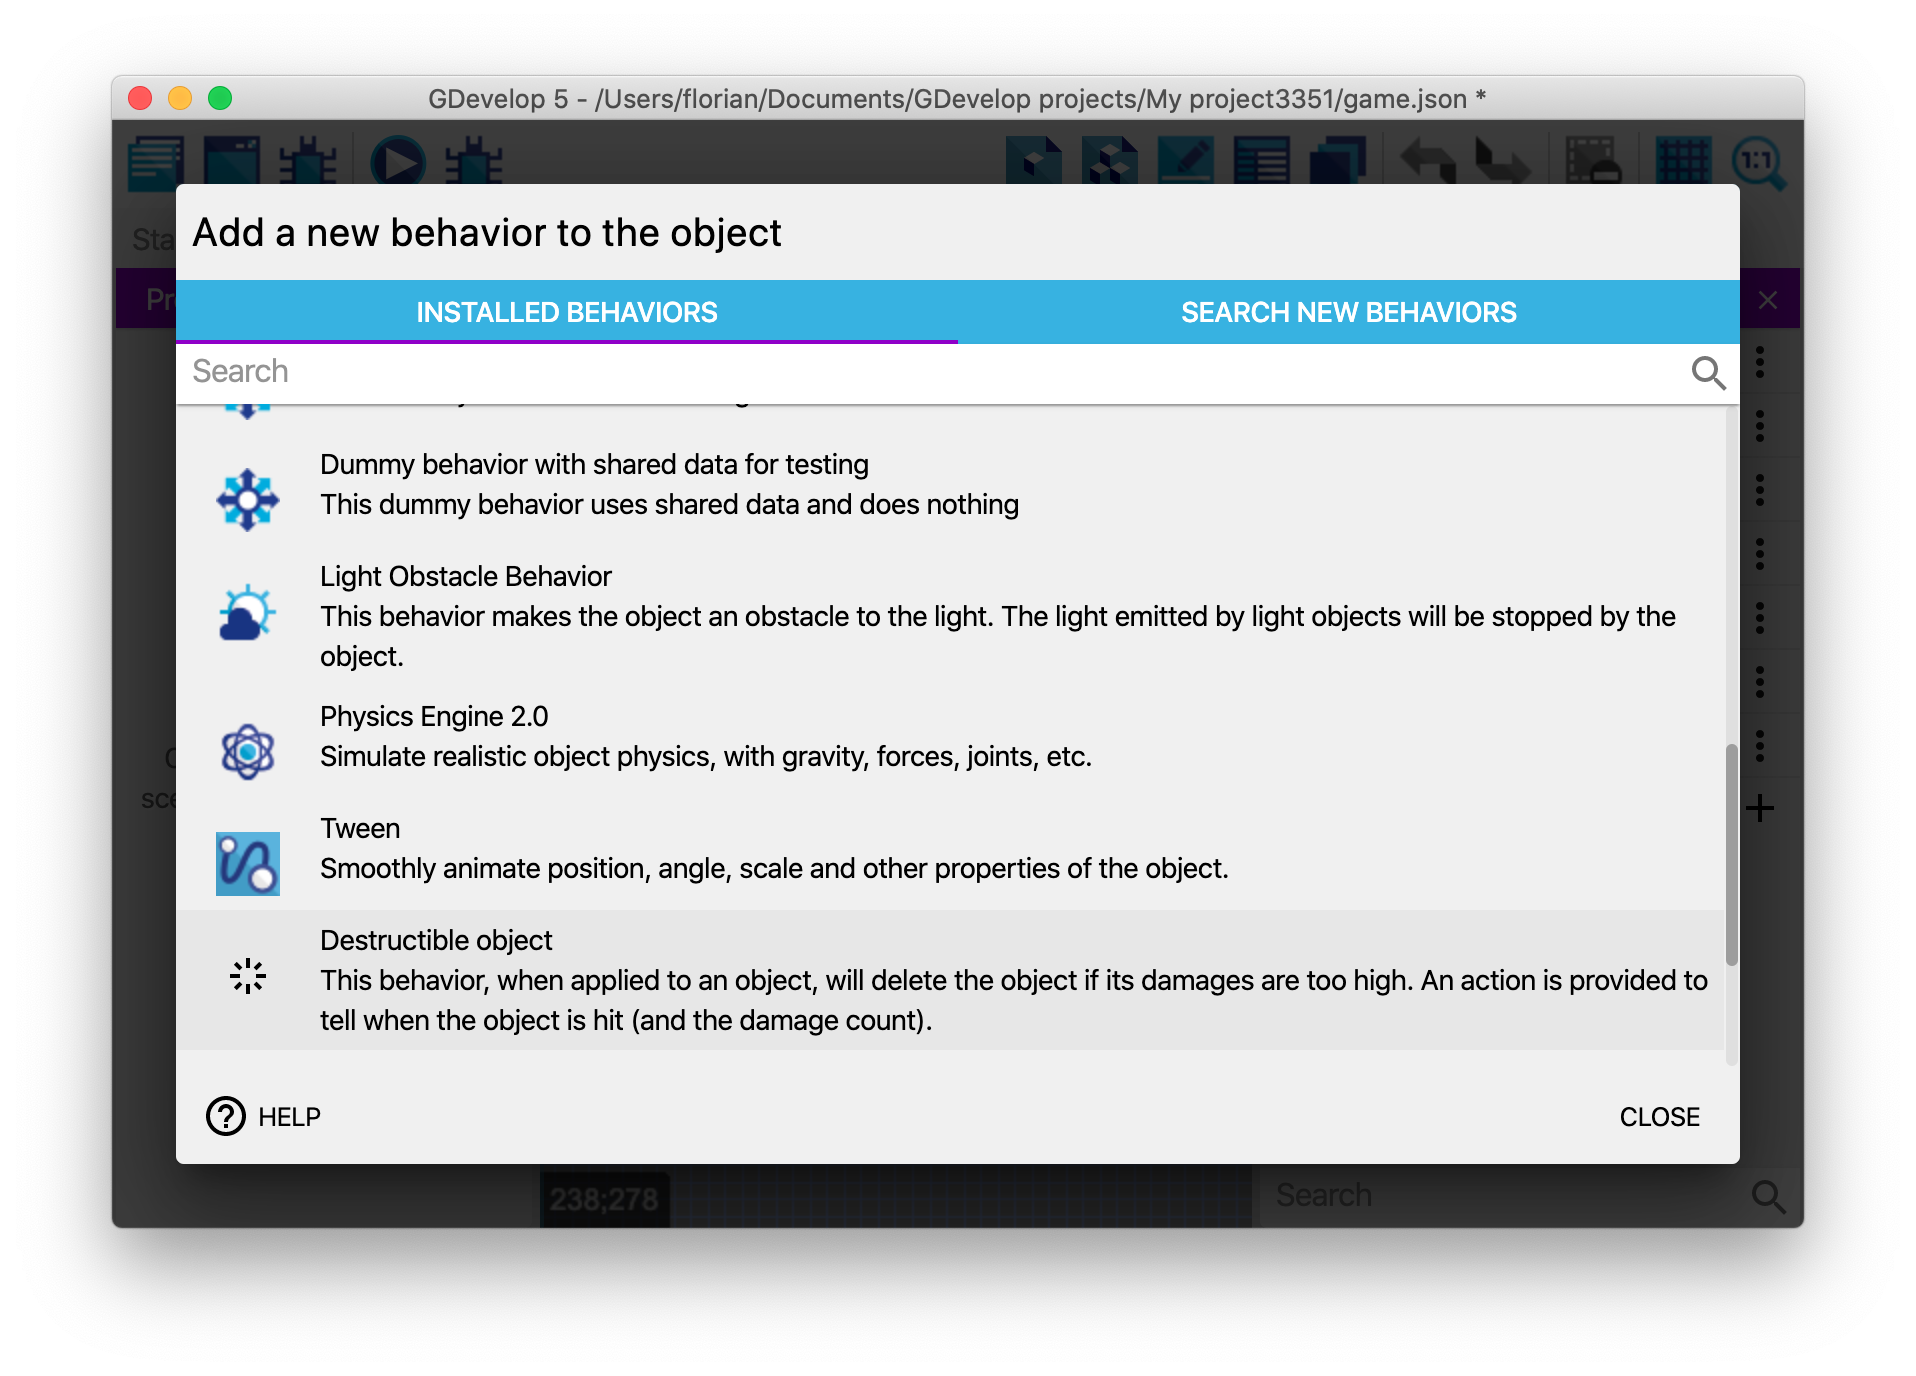 GDevelop 5 - /Users/florian/Documents/GDevelop projects/My project3351/game.json *
1:1
Add a new behavior to the object
INSTALLED BEHAVIORS
SEARCH NEW BEHAVIORS
Search
Dummy behavior with shared data for testing
This dummy behavior uses shared data and does nothing
Light Obstacle Behavior
This behavior makes the object an obstacle to the light. The light emitted by light objects will be stopped by the
object.
Physics Engine 2.0
Simulate realistic object physics, with gravity, forces, joints, etc.
Tween
Smoothly animate position, angle, scale and other properties of the object.
Destructible object
This behavior, when applied to an object, will delete the object if its damages are too high. An action is provided to
tell when the object is hit (and the damage count).
HELP
CLOSE
238;278
Search